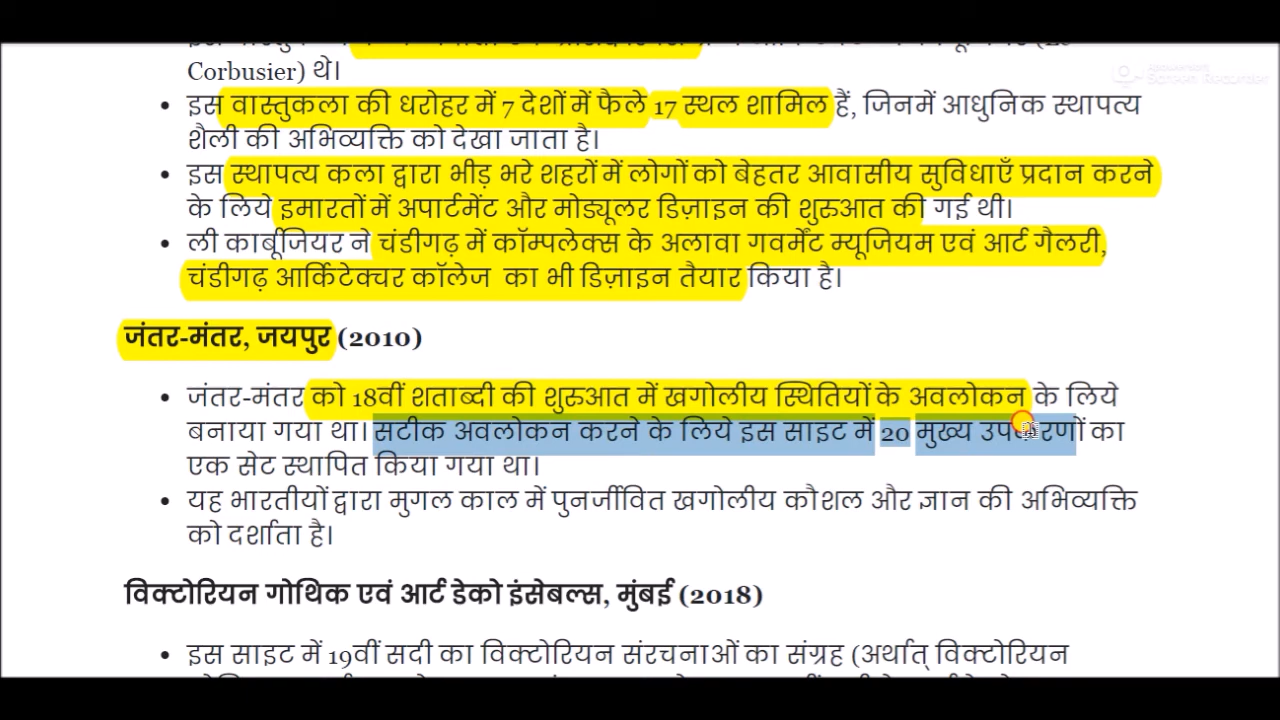 Corbusier) थे।
• इस वास्तुकला की धरोहर में 7 देशों में फैले 17 स्थल शामिल हैं, जिनमें आधुनिक स्थापत्य
शैली की अभिव्यक्ति को देखा जाता है।
• इस स्थापत्य कला द्वारा भीड़ भरे शहरों में लोगों को बेहतर आवासीय सुविधाएँ प्रदान करने
के लिये इमारतों में अपार्टमेंट और मोड्यूलर डिज़ाइन की शुरुआत की गई थी।
• ली कार्बूजियर ने चंडीगढ़ में कॉम्पलेक्स के अलावा गवर्मेंट म्यूजियम एवं आर्ट गैलरी,
चंडीगढ़ आर्किटेक्चर कॉलेज का भी डिज़ाइन तैयार किया है।
जंतर-मंतर, जयपुर (2010)
• जंतर-मंतर को 18वीं शताब्दी की शुरुआत में खगोलीय स्थितियों के अवलोकन के लिये
बनाया गया था। सटीक अवलोकन करने के लिये इस साइट में 20 मुख्य उपकरणों का
एक सेट स्थापित किया गया था।
• यह भारतीयों द्वारा मुगल काल में पुनर्जीवित खगोलीय कौशल और ज्ञान की अभिव्यक्ति
को दर्शाता है।
विक्टोरियन गोथिक एवं आर्ट डेको इंसेबल्स, मुंबई (2018)
• इस साइट में 19वीं सदी का विक्टोरियन संरचनाओं का संग्रह (अर्थात् विक्टोरियन
Screen Recorder